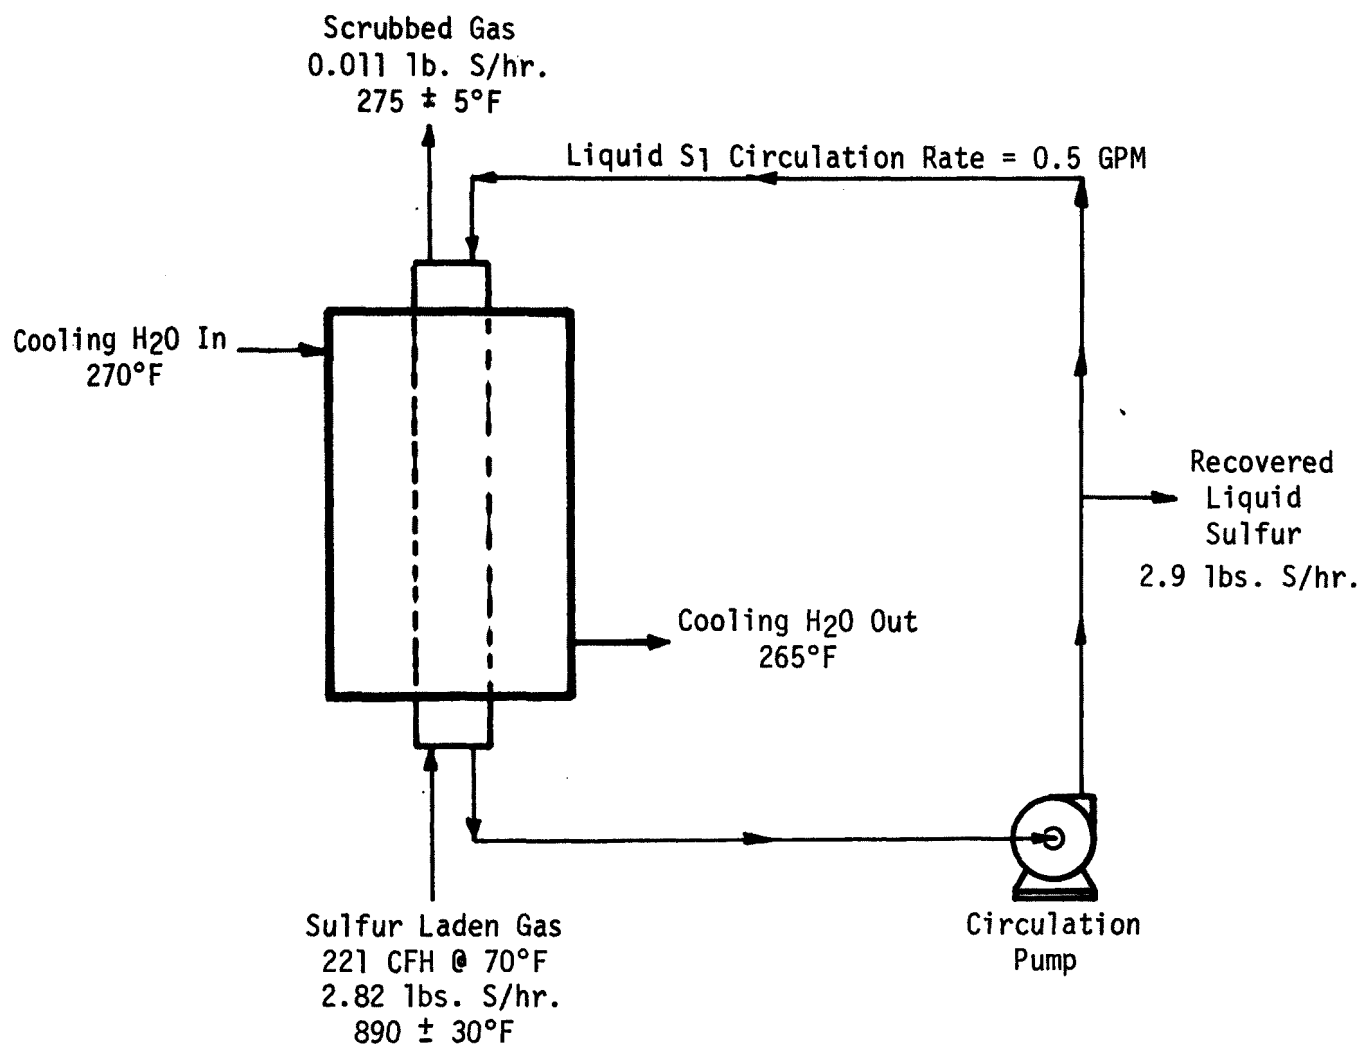 Scrubbed Gas
0.011 lb. S/hr.
275 ± 5°F
Liquid S1 Circulation Rate = 0.5 GPM
Cooling H2O In
270°F
Recovered
Liquid
Sulfur
2.9 lbs. S/hr.
Cooling H2O Out
265°F
Sulfur Laden Gas
221 CFH @ 70°F
2.82 lbs. S/hr.
890 ± 30°F
Circulation
Pump